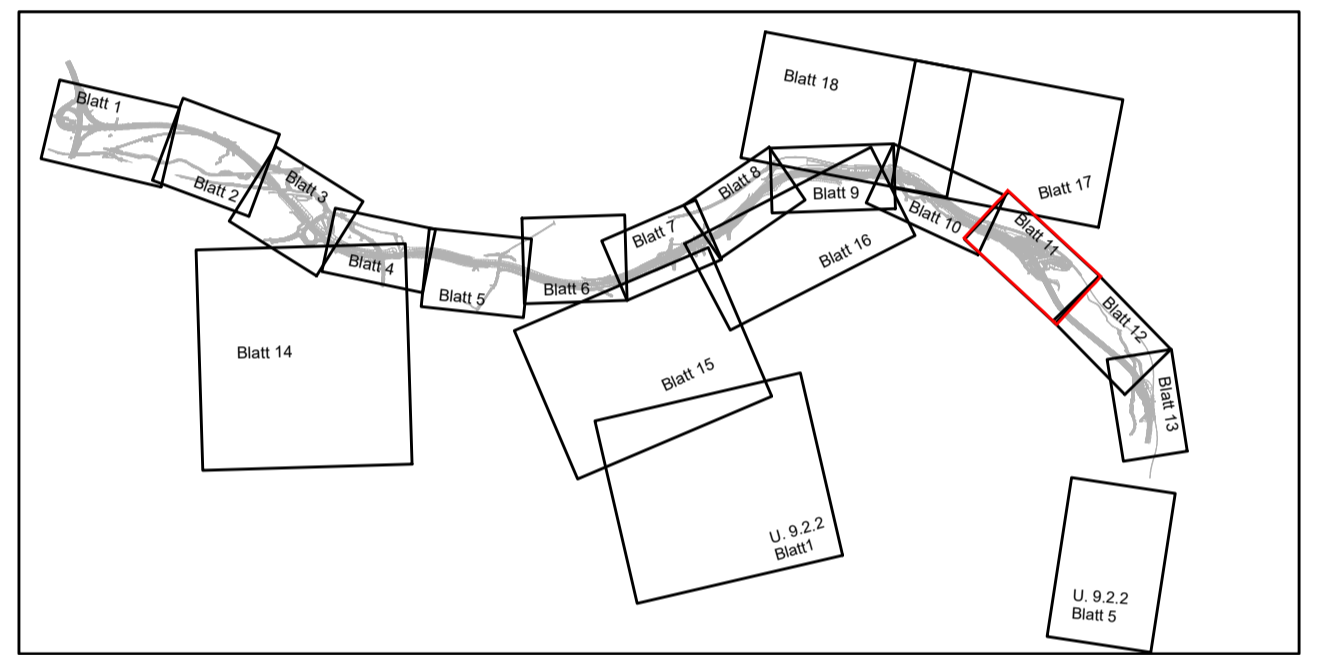 Blatt 1
Blatt 2
Blatt 3
Blatt 4
Blatt 5
Blatt 6
Blatt 7
Blatt 8
Blatt 9
Blatt 10
Blatt 11
Blatt 12
Blatt 13
Blatt 14
Blatt 15
Blatt 16
Blatt 17
Blatt 18
U. 9.2.2
Blatt1
U. 9.2.2
Blatt 5